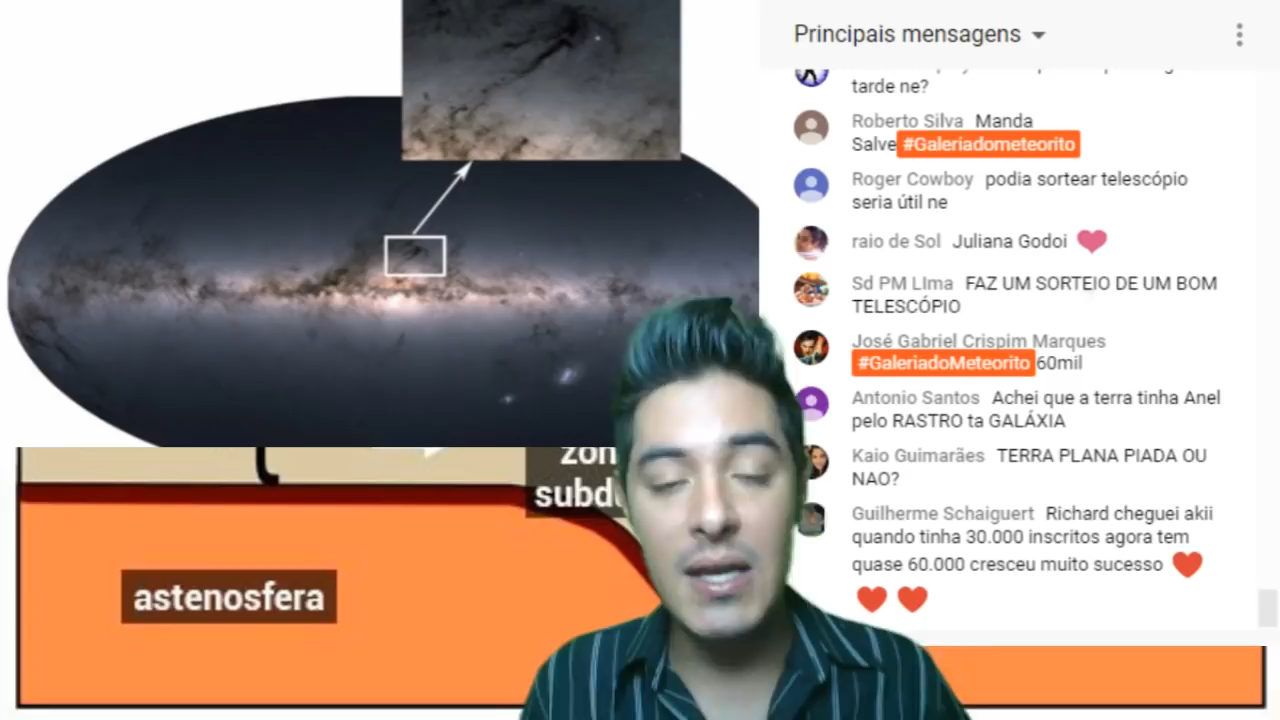 Principais mensagens
tarde ne?
Roberto Silva Manda
Salve #Galeriadometeorito
Roger Cowboy podia sortear telescópio
seria útil ne
raio de Sol Juliana Godoi
Sd PM LIma FAZ UM SORTEIO DE UM BOM
TELESCÓPIO
José Gabriel Crispim Marques
#GaleriadoMeteorito 60mil
Antonio Santos Achei que a terra tinha Anel
pelo RASTRO ta GALÁXIA
Kaio Guimarães TERRA PLANA PIADA OU
NAO?
Guilherme Schaiguert Richard cheguei akii
quando tinha 30.000 inscritos agora tem
quase 60.000 cresceu muito sucesso
astenosfera